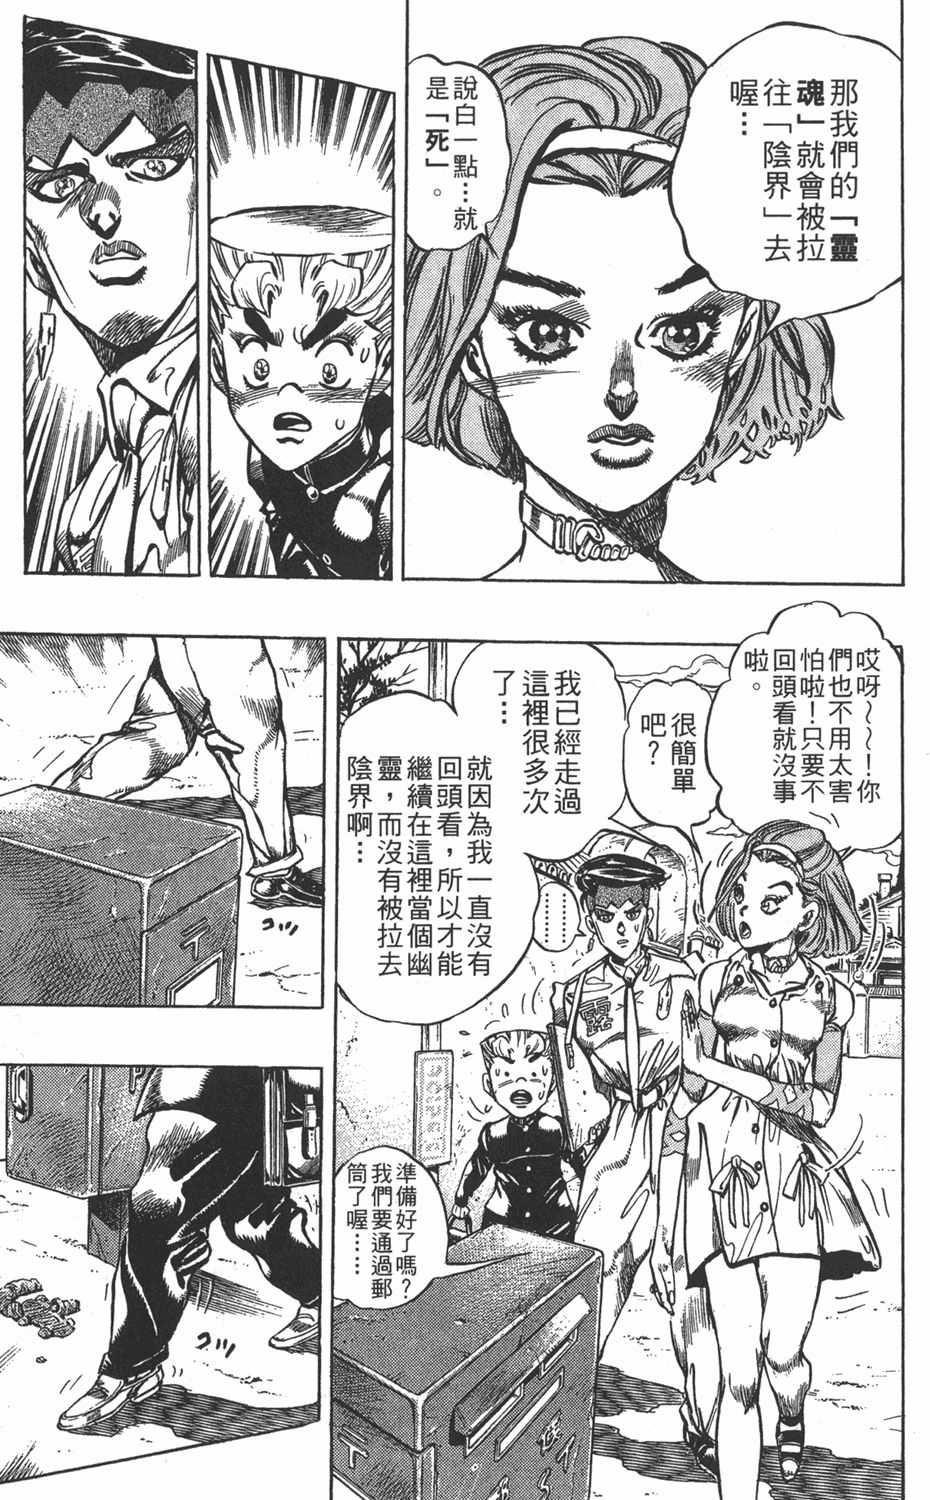 那我們的「靈
魂」就會被拉
往「陰界」去
喔…
說白一點…就
是「死」。
哎呀～～！你
們也不用太害
怕啦！只要不
回頭看就沒事
啦。
很簡單
吧？
我已經走過
這裡很多次
了…
就因為我一直沒有
回頭看，所以才能
繼續在這裡當個幽
靈，而沒有被拉去
陰界啊…
………
準備好了嗎？
我們要通過郵
筒了喔……
コツ
コツ
〒
〒